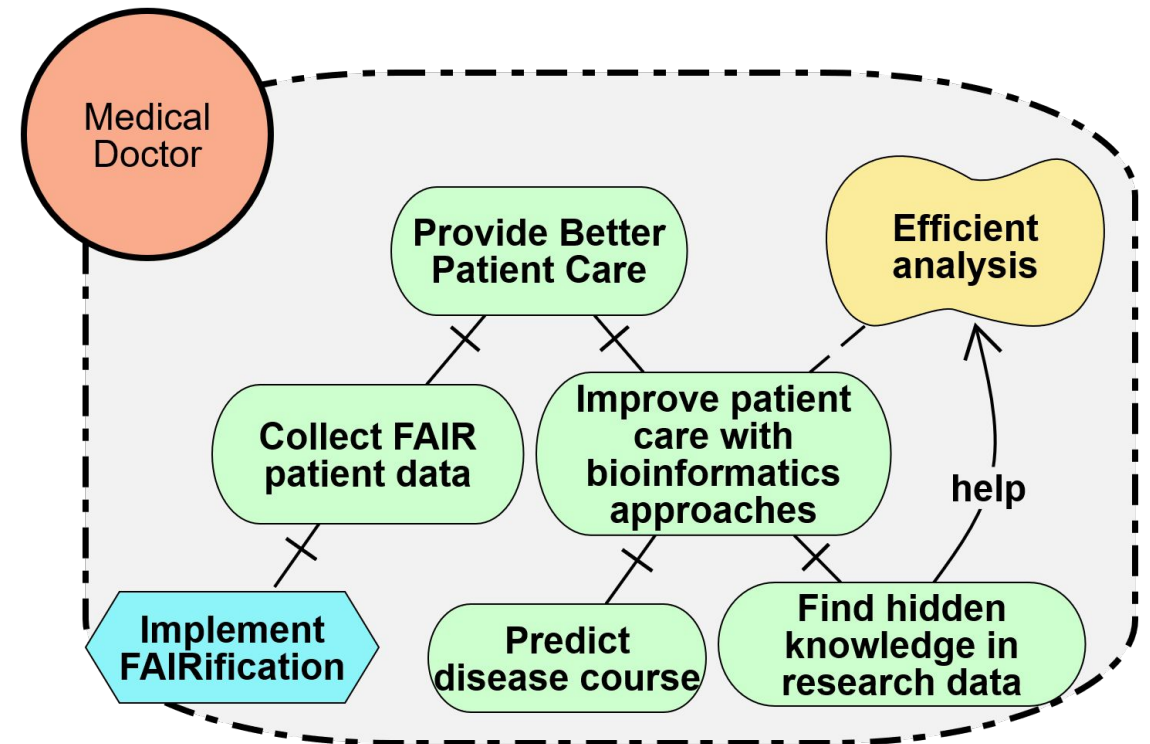 Medical
Doctor
Provide Better
Patient Care
Efficient
analysis
Collect FAIR
patient data
Improve patient
care with
bioinformatics
approaches
help
Implement
FAIRification
Predict
disease course
Find hidden
knowledge in
research data